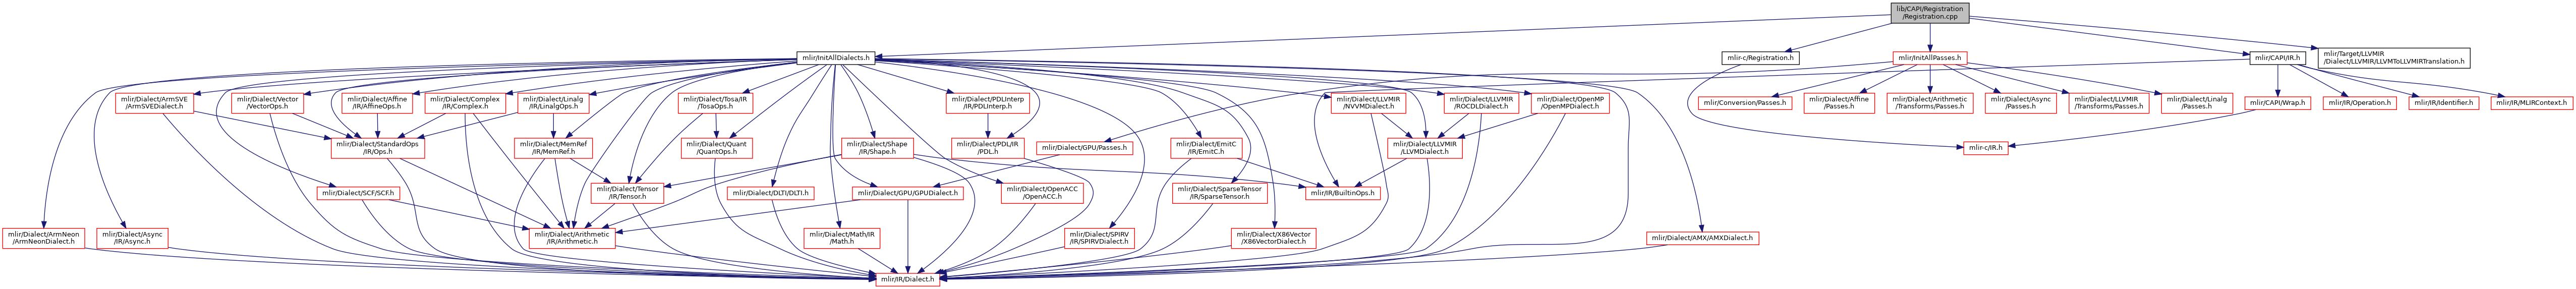 lib/CAPI/Registration
/Registration.cpp
mlir/InitAllDialects.h
mlir-c/Registration.h
mlir/InitAllPasses.h
mlir/CAPI/IR.h
mlir/Target/LLVMIR
/Dialect/LLVMIR/LLVMToLLVMIRTranslation.h
mlir/Dialect/ArmSVE
/ArmSVEDialect.h
mlir/Dialect/Vector
/VectorOps.h
mlir/Dialect/Affine
/IR/AffineOps.h
mlir/Dialect/Complex
/IR/Complex.h
mlir/Dialect/Linalg
/IR/LinalgOps.h
mlir/Dialect/Tosa/IR
/TosaOps.h
mlir/Dialect/PDLInterp
/IR/PDLInterp.h
mlir/Dialect/LLVMIR
/NVVMDialect.h
mlir/Dialect/LLVMIR
/ROCDLDialect.h
mlir/Dialect/OpenMP
/OpenMPDialect.h
mlir/Conversion/Passes.h
mlir/Dialect/Affine
/Passes.h
mlir/Dialect/Arithmetic
/Transforms/Passes.h
mlir/Dialect/Async
/Passes.h
mlir/Dialect/LLVMIR
/Transforms/Passes.h
mlir/Dialect/Linalg
/Passes.h
mlir/CAPI/Wrap.h
mlir/IR/Operation.h
mlir/IR/Identifier.h
mlir/IR/MLIRContext.h
mlir/Dialect/StandardOps
/IR/Ops.h
mlir/Dialect/MemRef
/IR/MemRef.h
mlir/Dialect/Quant
/QuantOps.h
mlir/Dialect/Shape
/IR/Shape.h
mlir/Dialect/PDL/IR
/PDL.h
mlir/Dialect/GPU/Passes.h
mlir/Dialect/EmitC
/IR/EmitC.h
mlir/Dialect/LLVMIR
/LLVMDialect.h
mlir-c/IR.h
mlir/Dialect/SCF/SCF.h
mlir/Dialect/Tensor
/IR/Tensor.h
mlir/Dialect/DLTI/DLTI.h
mlir/Dialect/GPU/GPUDialect.h
mlir/Dialect/OpenACC
/OpenACC.h
mlir/Dialect/SparseTensor
/IR/SparseTensor.h
mlir/IR/BuiltinOps.h
mlir/Dialect/ArmNeon
/ArmNeonDialect.h
mlir/Dialect/Async
/IR/Async.h
mlir/Dialect/Arithmetic
/IR/Arithmetic.h
mlir/Dialect/Math/IR
/Math.h
mlir/Dialect/SPIRV
/IR/SPIRVDialect.h
mlir/Dialect/X86Vector
/X86VectorDialect.h
mlir/Dialect/AMX/AMXDialect.h
mlir/IR/Dialect.h